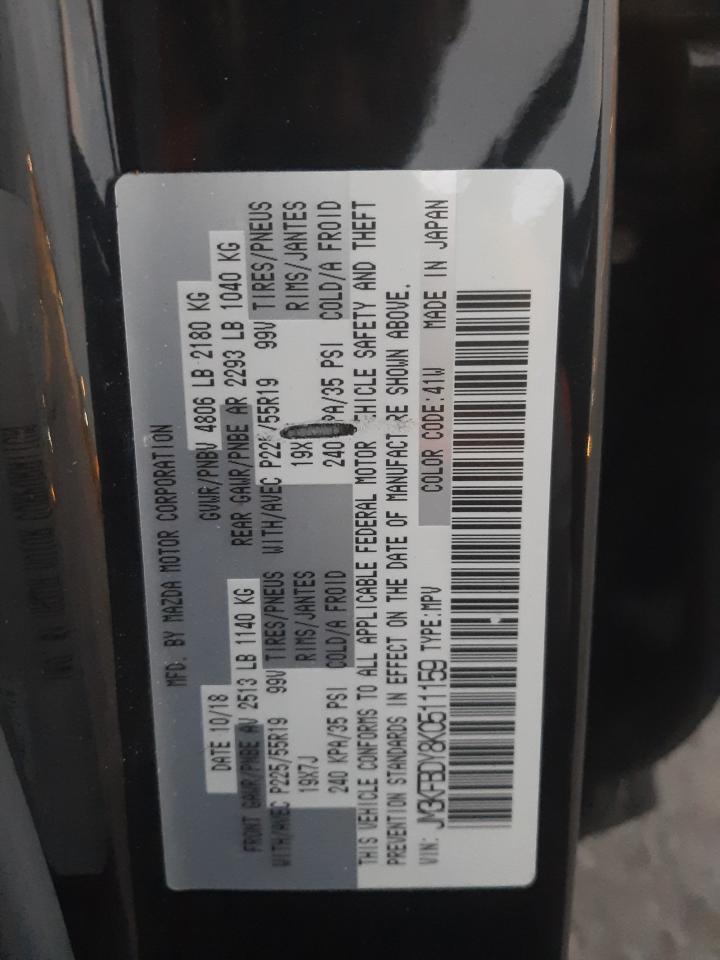 MFD. BY MAZDA MOTOR CORPORATION
DATE 10/18 GVWR/PNBV 4806 LB 2180 KG
FRONT GAWR/PNBE AV 2513 LB 1140 KG REAR GAWR/PNBE AR 2293 LB 1040 KG
WITH/AVEC P225/55R19 99V TIRES/PNEUS WITH/AVEC P225/55R19 99V TIRES/PNEUS
19X7J RIMS/JANTES 19X7 RIMS/JANTES
240 KPA/35 PSI COLD/A FROID 240 KPA/35 PSI COLD/A FROID
THIS VEHICLE CONFORMS TO ALL APPLICABLE FEDERAL MOTOR VEHICLE SAFETY AND THEFT
PREVENTION STANDARDS IN EFFECT ON THE DATE OF MANUFACTURE SHOWN ABOVE.
VIN: JM3KFBDY8K0511159 TYPE:MPV COLOR CODE:41W MADE IN JAPAN